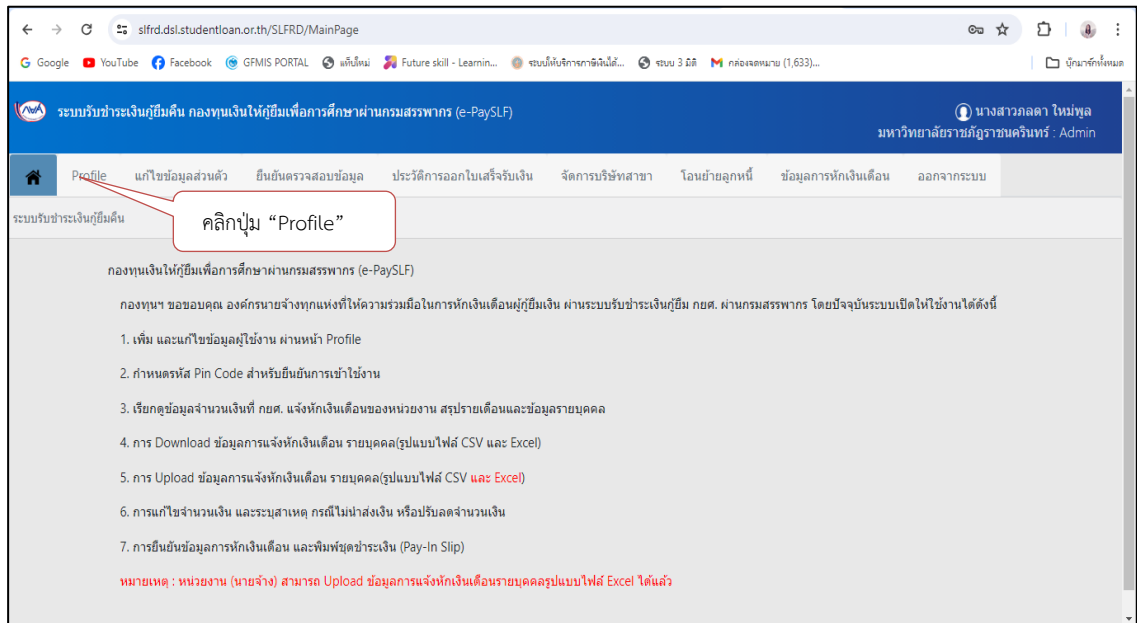 slfrd.dsl.studentloan.or.th/SLFRD/MainPage
Google YouTube Facebook GFMIS PORTAL แท็บใหม่ Future skill - Learnin... ระบบ 3 มิติ กล่องจดหมาย (1,633)... บุ๊กมาร์กทั้งหมด
ระบบรับชำระเงินกู้ยืมคืน กองทุนเงินให้กู้ยืมเพื่อการศึกษาผ่านกรมสรรพากร (e-PaySLF)
นางสาวภลดา ใหม่พูล
มหาวิทยาลัยราชภัฏราชนครินทร์ : Admin
Profile แก้ไขข้อมูลส่วนตัว ยืนยันตรวจสอบข้อมูล ประวัติการออกใบเสร็จรับเงิน จัดการบริษัทสาขา โอนย้ายลูกหนี้ ข้อมูลการหักเงินเดือน ออกจากระบบ
ระบบรับชำระเงินกู้ยืมคืน
คลิกปุ่ม “Profile”
กองทุนเงินให้กู้ยืมเพื่อการศึกษาผ่านกรมสรรพากร (e-PaySLF)
กองทุนฯ ขอขอบคุณ องค์กรนายจ้างทุกแห่งที่ให้ความร่วมมือในการหักเงินเดือนผู้กู้ยืมเงิน ผ่านระบบรับชำระเงินกู้ยืม กยศ. ผ่านกรมสรรพากร โดยปัจจุบันระบบเปิดให้ใช้งานได้ดังนี้
1. เพิ่ม และแก้ไขข้อมูลผู้ใช้งาน ผ่านหน้า Profile
2. กำหนดรหัส Pin Code สำหรับยืนยันการเข้าใช้งาน
3. เรียกดูข้อมูลจำนวนเงินที่ กยศ. แจ้งหักเงินเดือนของหน่วยงาน สรุปรายเดือนและข้อมูลรายบุคคล
4. การ Download ข้อมูลการแจ้งหักเงินเดือน รายบุคคล(รูปแบบไฟล์ CSV และ Excel)
5. การ Upload ข้อมูลการแจ้งหักเงินเดือน รายบุคคล(รูปแบบไฟล์ CSV และ Excel)
6. การแก้ไขจำนวนเงิน และระบุสาเหตุ กรณีไม่นำส่งเงิน หรือปรับลดจำนวนเงิน
7. การยืนยันข้อมูลการหักเงินเดือน และพิมพ์ชุดชำระเงิน (Pay-In Slip)
หมายเหตุ : หน่วยงาน (นายจ้าง) สามารถ Upload ข้อมูลการแจ้งหักเงินเดือนรายบุคคลรูปแบบไฟล์ Excel ได้แล้ว